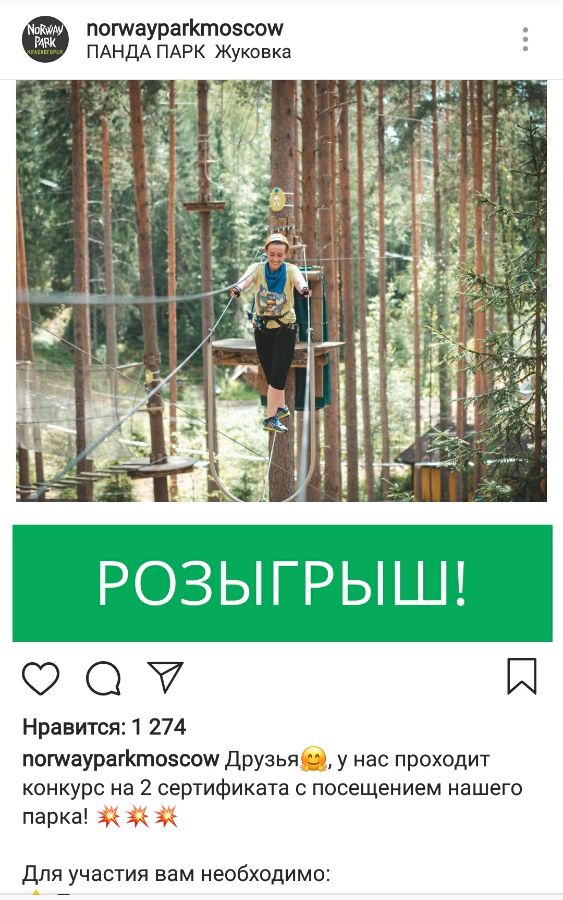 NORWAY
PARK
КРАСНОГОРСК
norwayparkmoscow
ПАНДА ПАРК Жуковка
РОЗЫГРЫШ!
Нравится: 1 274
norwayparkmoscow Друзья🤗, у нас проходит
конкурс на 2 сертификата с посещением нашего
парка! 💥💥💥
Для участия вам необходимо: